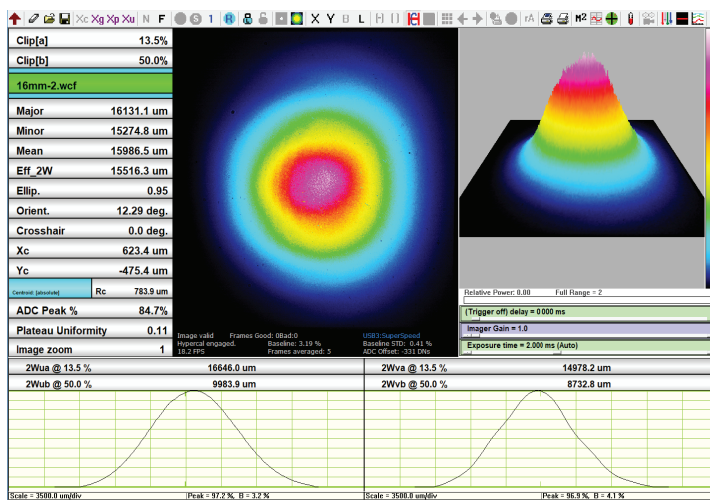 Xc Xg Xp Xu N F S 1 R X Y B L H rA M²
Clip[a] 13.5%
Clip[b] 50.0%
16mm-2.wcf
Major 16131.1 um
Minor 15274.8 um
Mean 15986.5 um
Eff_2W 15516.3 um
Ellip. 0.95
Orient. 12.29 deg.
Crosshair 0.0 deg.
Xc 623.4 um
Yc -475.4 um
Centroid: [absolute] Rc 783.9 um
ADC Peak % 84.7%
Plateau Uniformity 0.11
Image zoom 1
Image valid Frames Good: 0Bad:0 USB3:SuperSpeed
Hypercal engaged. Baseline: 3.19 % Baseline STD: 0.41 %
18.2 FPS Frames averaged: 5 ADC Offset: -331 DNs
Relative Power: 0.00 Full Range = 2
(Trigger off) delay = 0.000 ms
Imager Gain = 1.0
Exposure time = 2.000 ms (Auto)
2Wua @ 13.5 % 16646.0 um
2Wub @ 50.0 % 9983.9 um
2Wva @ 13.5 % 14978.2 um
2Wvb @ 50.0 % 8732.8 um
Scale = 3500.0 um/div Peak = 97.2 %, B = 3.2 %
Scale = 3500.0 um/div Peak = 96.9 %, B = 4.1 %